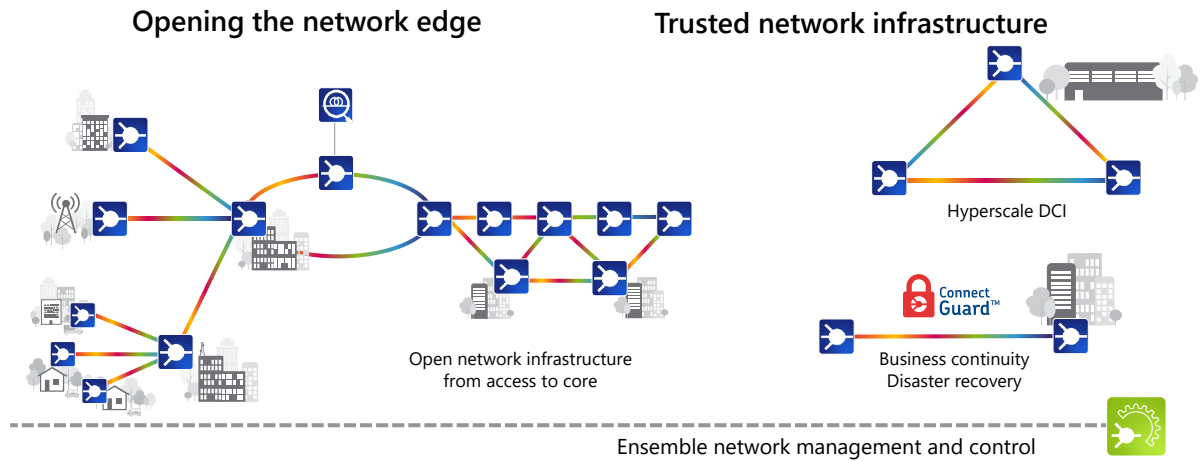 Opening the network edge
Trusted network infrastructure
Hyperscale DCI
Connect
Guard™
Open network infrastructure
from access to core
Business continuity
Disaster recovery
Ensemble network management and control